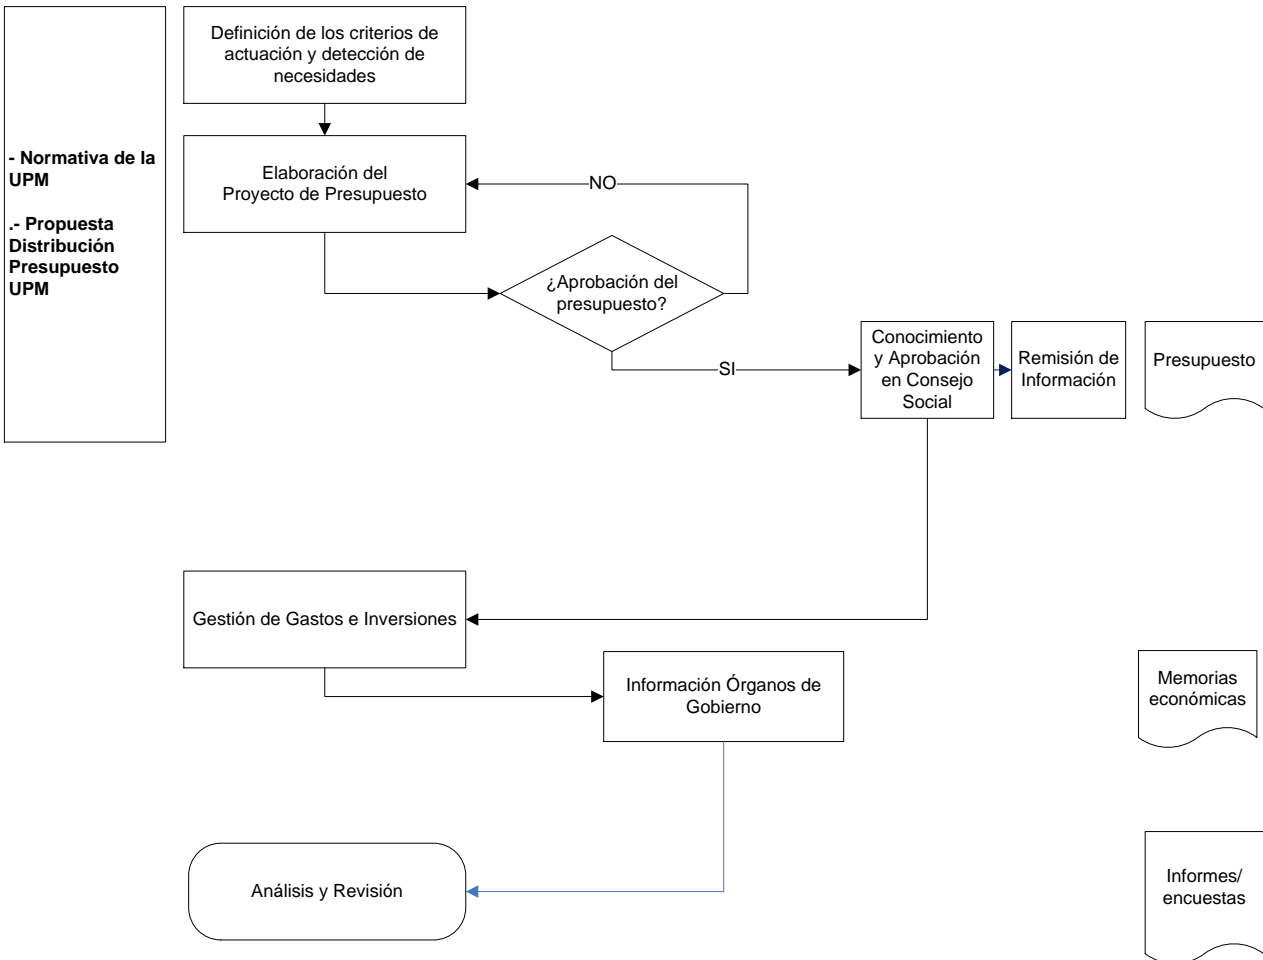 Definición de los criterios de
actuación y detección de
necesidades
- Normativa de la
UPM
.- Propuesta
Distribución
Presupuesto
UPM
Elaboración del
Proyecto de Presupuesto
NO
¿Aprobación del
presupuesto?
SI
Conocimiento
y Aprobación
en Consejo
Social
Remisión de
Información
Presupuesto
Gestión de Gastos e Inversiones
Información Órganos de
Gobierno
Memorias
económicas
Análisis y Revisión
Informes/
encuestas